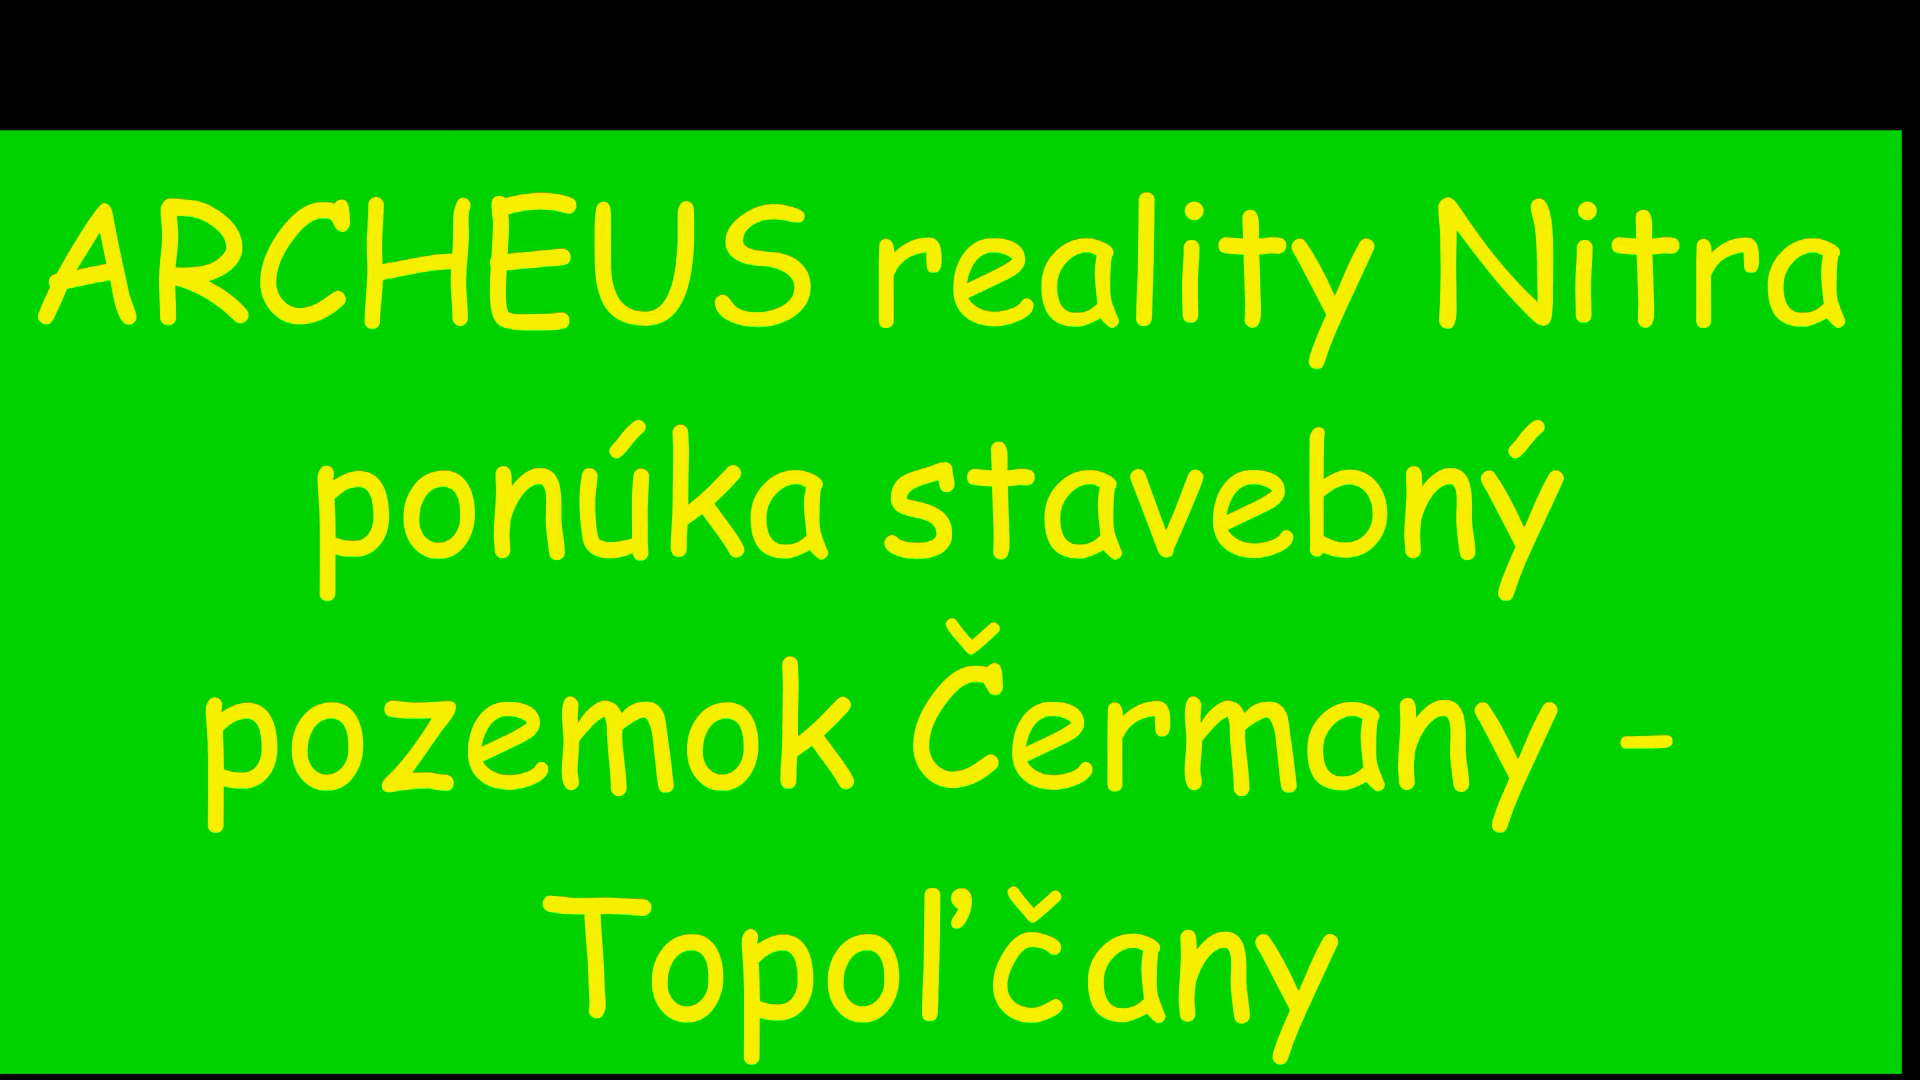 ARCHEUS reality Nitra
ponúka stavebný
pozemok Čermany -
Topoľčany